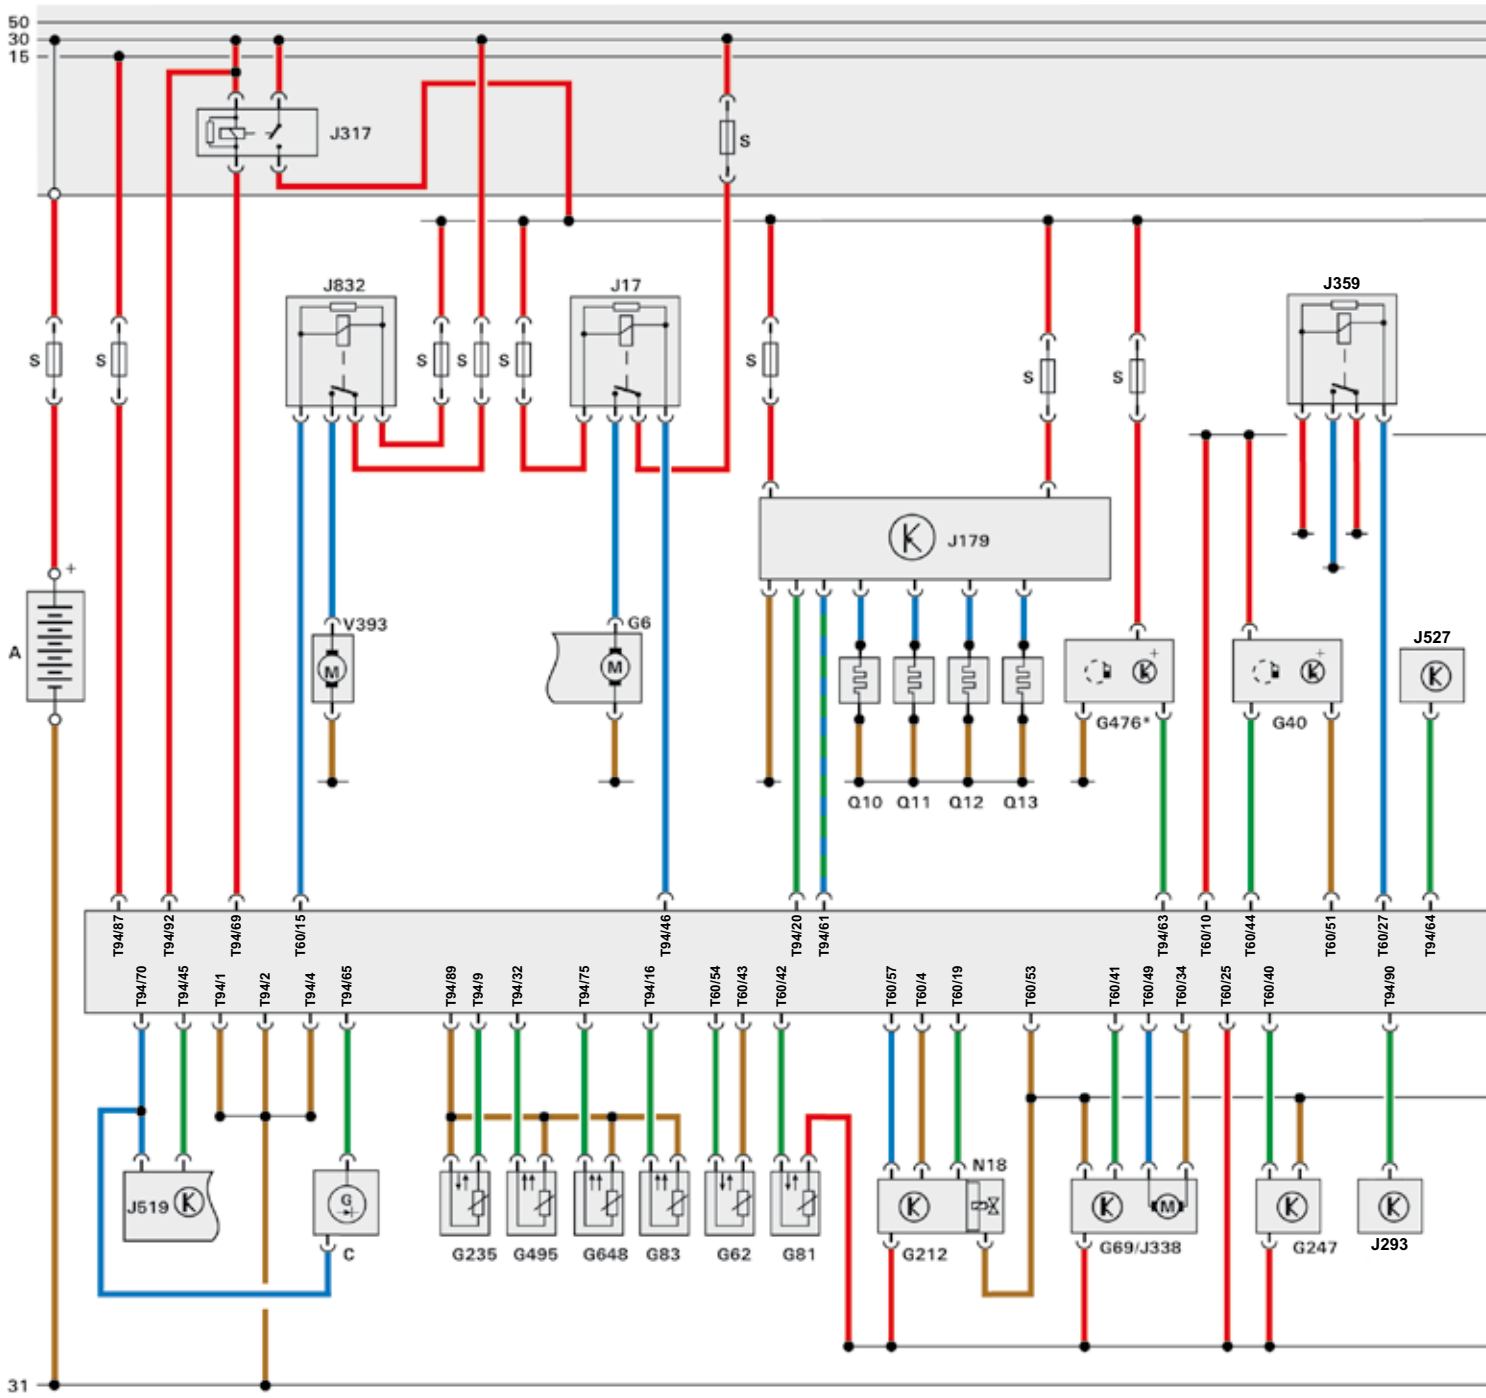 50
30
15
J317
S
J832
J17
J359
S S S S S S S S
J179
+
V393
G6
A
M
M
+
+
J527
G476*
G40
Q10 Q11 Q12 Q13
T94/87 T94/92 T94/69 T60/15 T94/46 T94/20 T94/61 T94/63 T60/10 T60/44 T60/51 T60/27 T94/64
T94/70 T94/45 T94/1 T94/2 T94/4 T94/65 T94/89 T94/9 T94/32 T94/75 T94/16 T60/54 T60/43 T60/42 T60/57 T60/4 T60/19 T60/53 T60/41 T60/49 T60/34 T60/25 T60/40 T94/90
N18
J519
G
M
C
G235 G495 G648 G83 G62 G81 G212 G69/J338 G247 J293
31